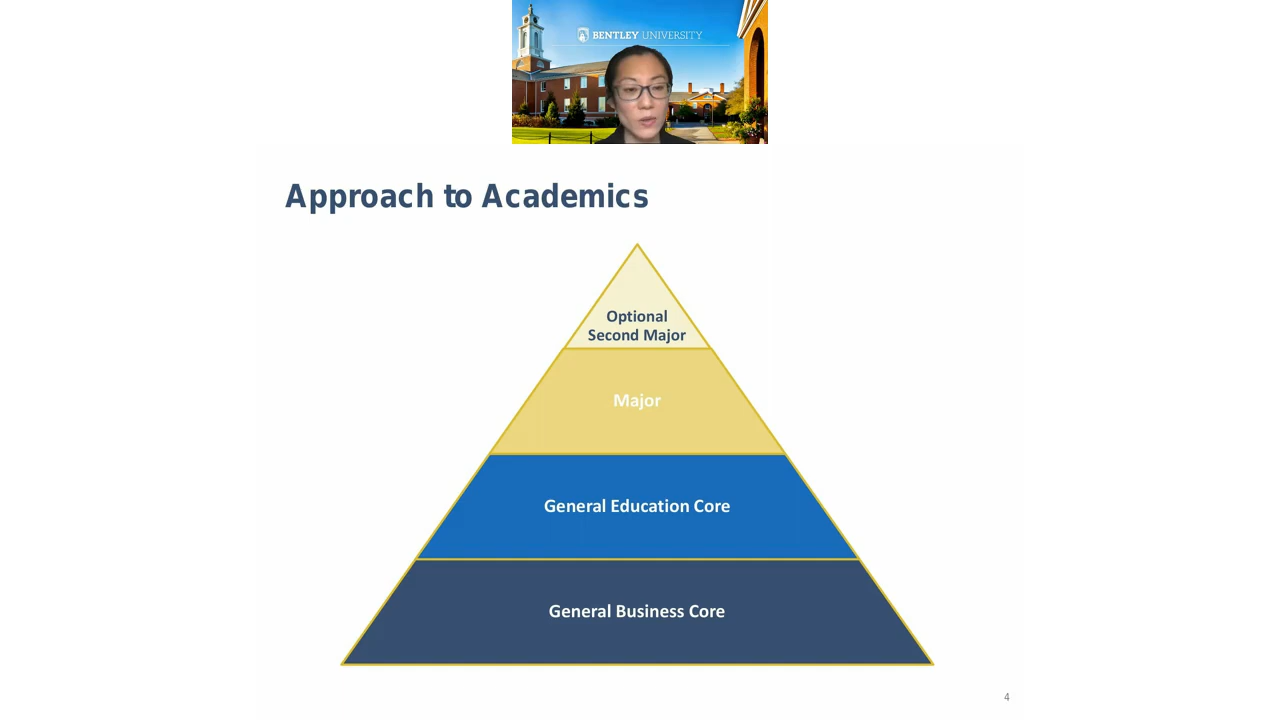 BENTLEY UNIVERSITY
Approach to Academics
Optional
Second Major
Major
General Education Core
General Business Core
4